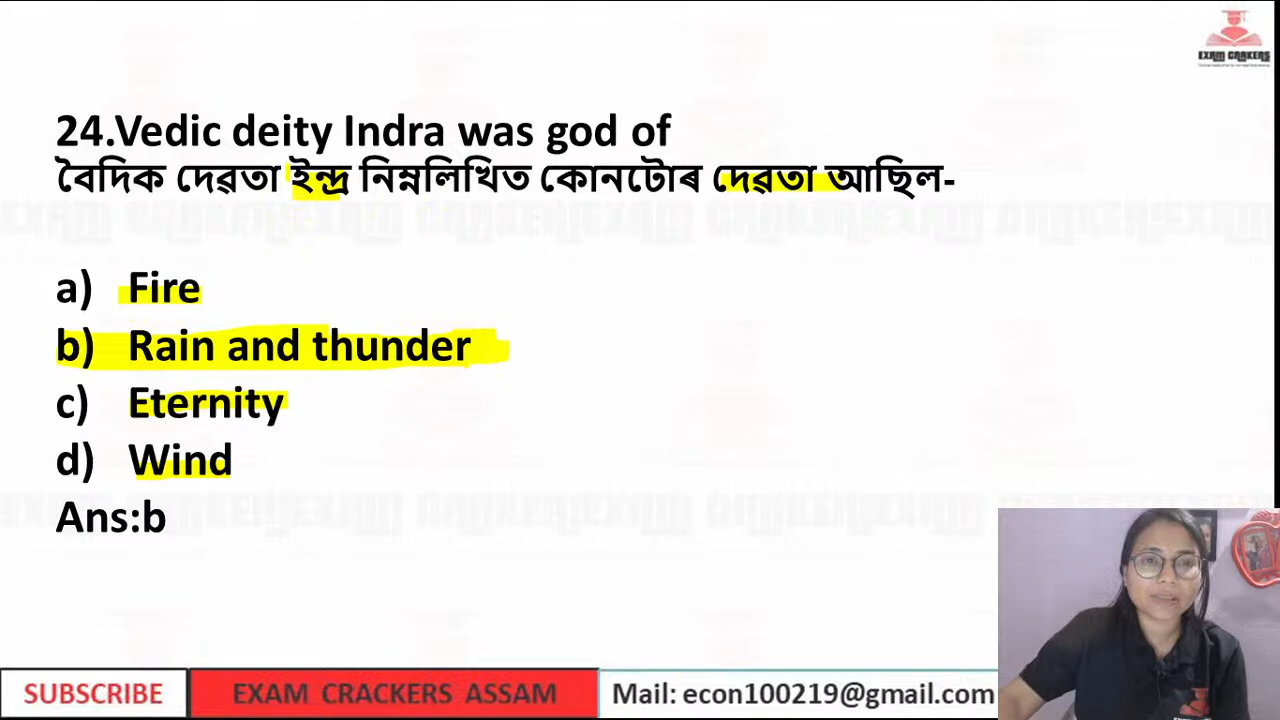 EXAM CRAKERS
24.Vedic deity Indra was god of
বৈদিক দেৱতা ইন্দ্ৰ নিম্নলিখিত কোনটোৰ দেৱতা আছিল-
a) Fire
b) Rain and thunder
c) Eternity
d) Wind
Ans:b
SUBSCRIBE EXAM CRACKERS ASSAM Mail: econ100219@gmail.com